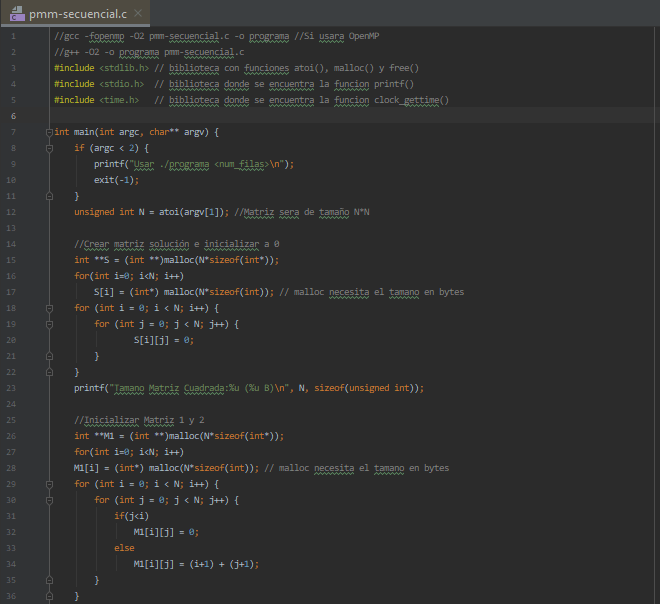 pmm-secuencial.c
1 //gcc -fopenmp -O2 pmm-secuencial.c -o programa //Si usara OpenMP
2 //g++ -O2 -o programa pmm-secuencial.c
3 #include <stdlib.h> // biblioteca con funciones atoi(), malloc() y free()
4 #include <stdio.h>  // biblioteca donde se encuentra la funcion printf()
5 #include <time.h>   // biblioteca donde se encuentra la funcion clock_gettime()
6
7 int main(int argc, char** argv) {
8     if (argc < 2) {
9         printf("Usar ./programa <num_filas>\n");
10         exit(-1);
11     }
12     unsigned int N = atoi(argv[1]); //Matriz sera de tamaño N*N
13
14     //Crear matriz solución e inicializar a 0
15     int **S = (int **)malloc(N*sizeof(int*));
16     for(int i=0; i<N; i++)
17         S[i] = (int*) malloc(N*sizeof(int)); // malloc necesita el tamano en bytes
18     for (int i = 0; i < N; i++) {
19         for (int j = 0; j < N; j++) {
20                 S[i][j] = 0;
21         }
22     }
23     printf("Tamano Matriz Cuadrada:%u (%u B)\n", N, sizeof(unsigned int));
24
25     //Inicializar Matriz 1 y 2
26     int **M1 = (int **)malloc(N*sizeof(int*));
27     for(int i=0; i<N; i++)
28     M1[i] = (int*) malloc(N*sizeof(int)); // malloc necesita el tamano en bytes
29     for (int i = 0; i < N; i++) {
30         for (int j = 0; j < N; j++) {
31             if(j<i)
32                 M1[i][j] = 0;
33             else
34                 M1[i][j] = (i+1) + (j+1);
35         }
36     }